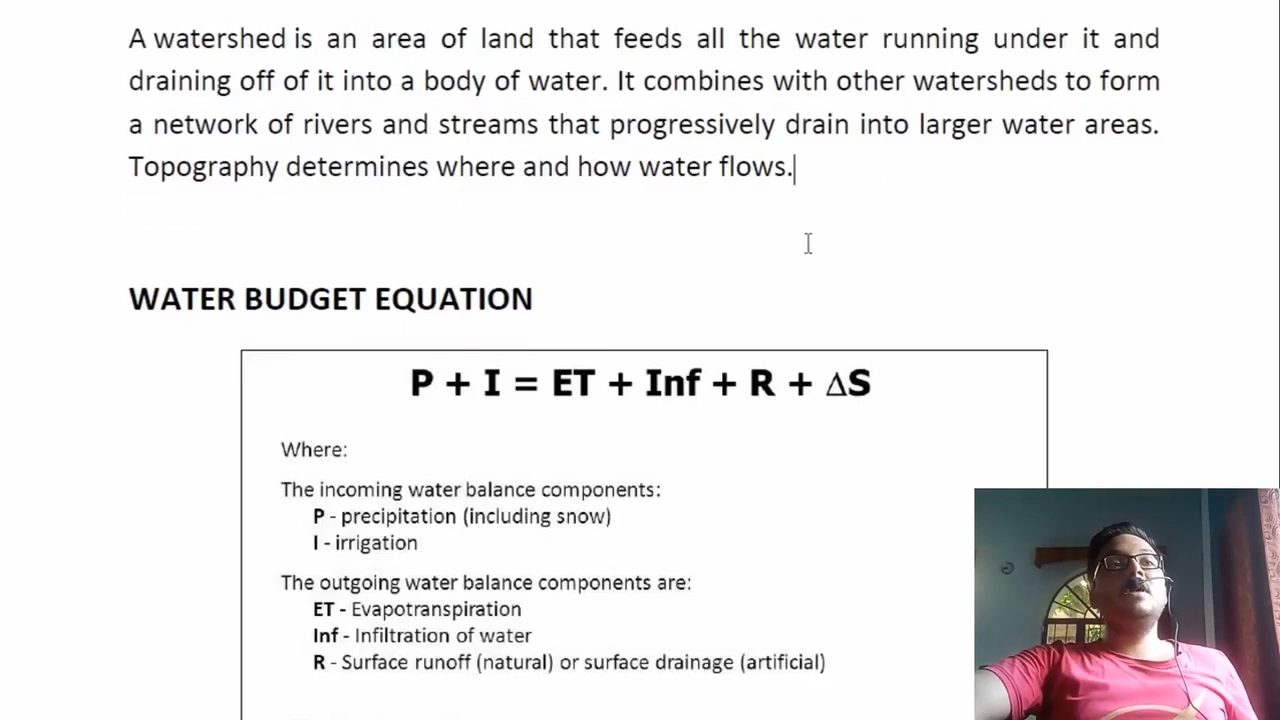 A watershed is an area of land that feeds all the water running under it and
draining off of it into a body of water. It combines with other watersheds to form
a network of rivers and streams that progressively drain into larger water areas.
Topography determines where and how water flows.
WATER BUDGET EQUATION
P + I = ET + Inf + R + ΔS
Where:
The incoming water balance components:
P - precipitation (including snow)
I - irrigation
The outgoing water balance components are:
ET - Evapotranspiration
Inf - Infiltration of water
R - Surface runoff (natural) or surface drainage (artificial)